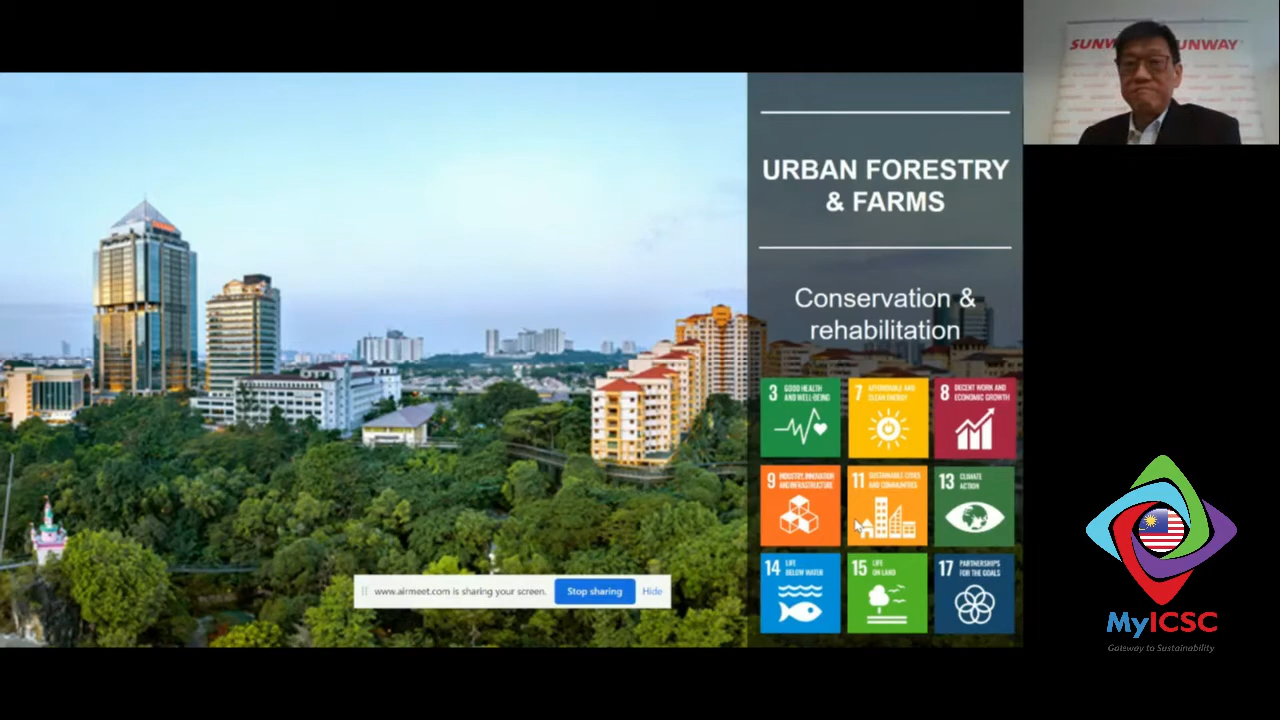 SUNWAY
URBAN FORESTRY
& FARMS
Conservation &
rehabilitation
3 GOOD HEALTH
AND WELL-BEING
7 AFFORDABLE AND
CLEAN ENERGY
8 DECENT WORK AND
ECONOMIC GROWTH
9 INDUSTRY, INNOVATION
AND INFRASTRUCTURE
11 SUSTAINABLE CITIES
AND COMMUNITIES
13 CLIMATE
ACTION
14 LIFE
BELOW WATER
15 LIFE
ON LAND
17 PARTNERSHIPS
FOR THE GOALS
www.airmeet.com is sharing your screen.
Stop sharing
Hide
MyICSC
Gateway to Sustainability